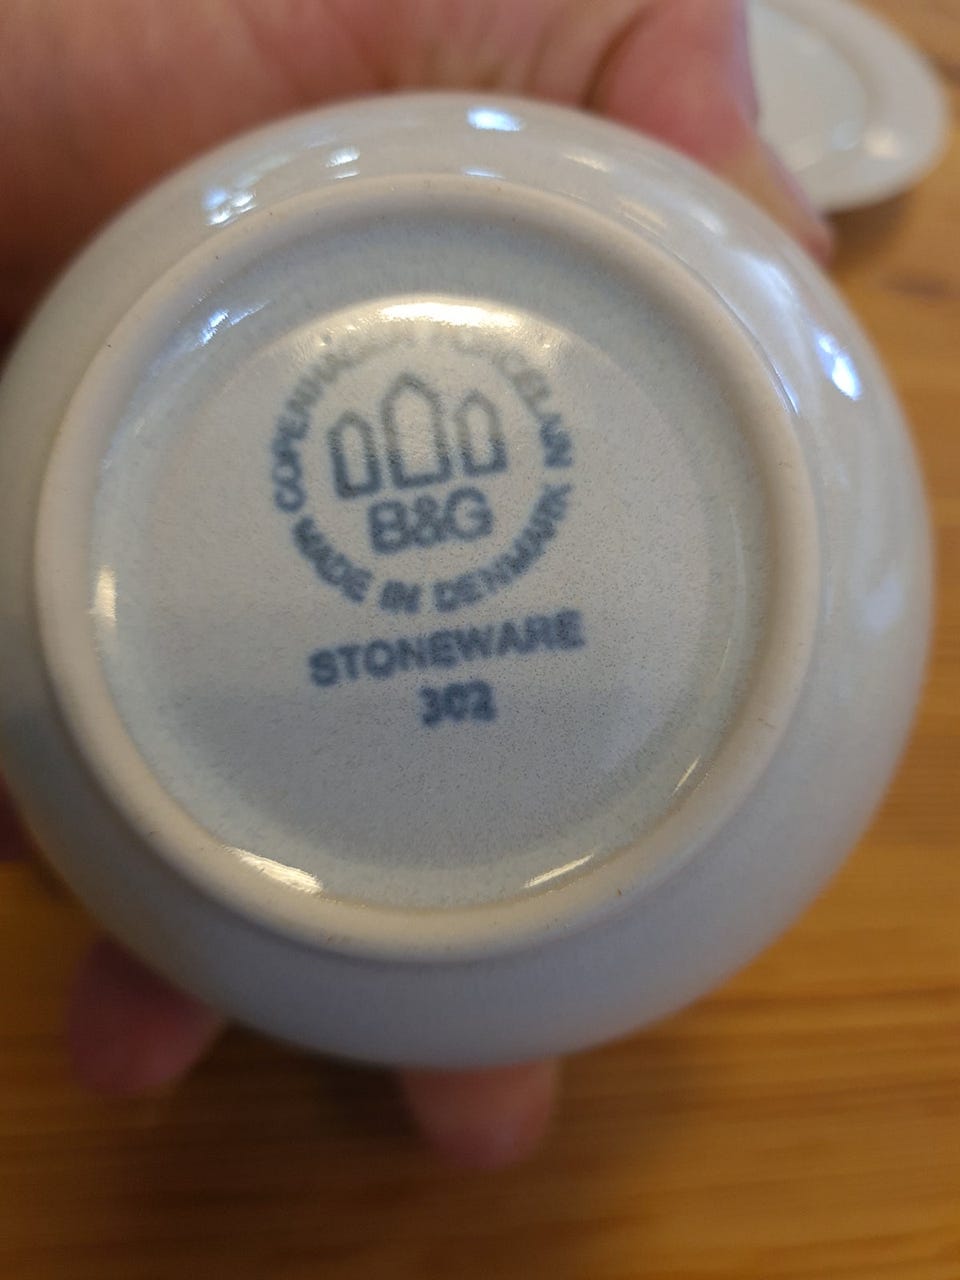 COPENHAGEN PORCELAIN
B&G
MADE IN DENMARK
STONEWARE
302